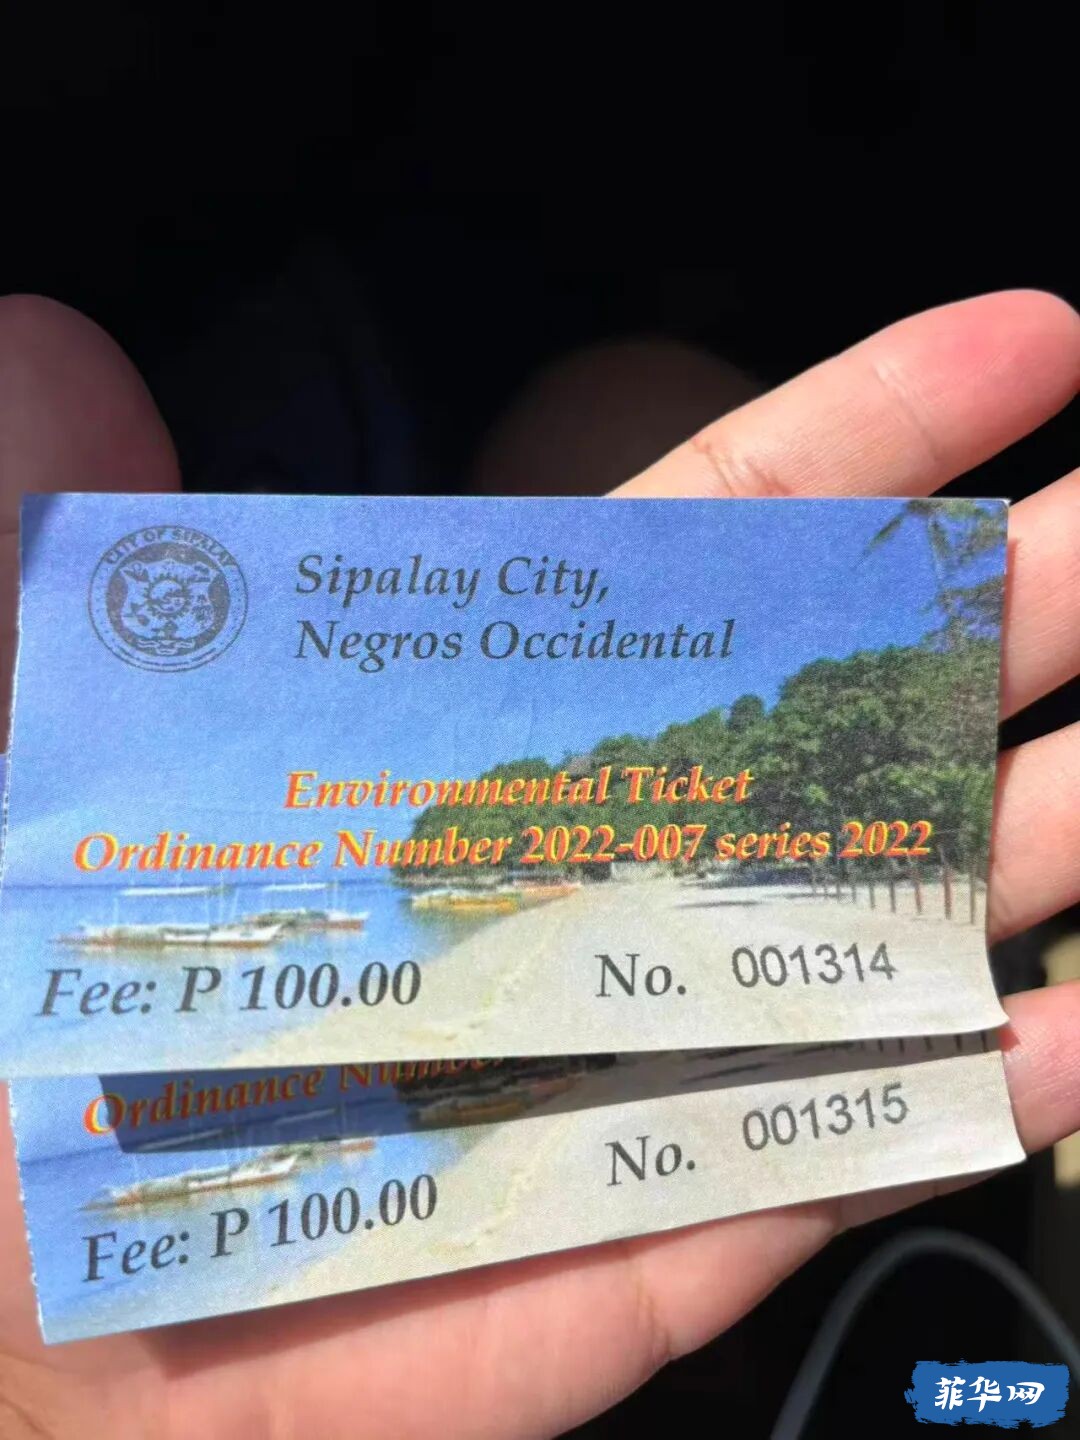 CITY OF SIPALAY
Sipalay City,
Negros Occidental
Environmental Ticket
Ordinance Number 2022-007 series 2022
Fee: P 100.00
No. 001314
Ordinance Number
Fee: P 100.00
No. 001315
菲华网